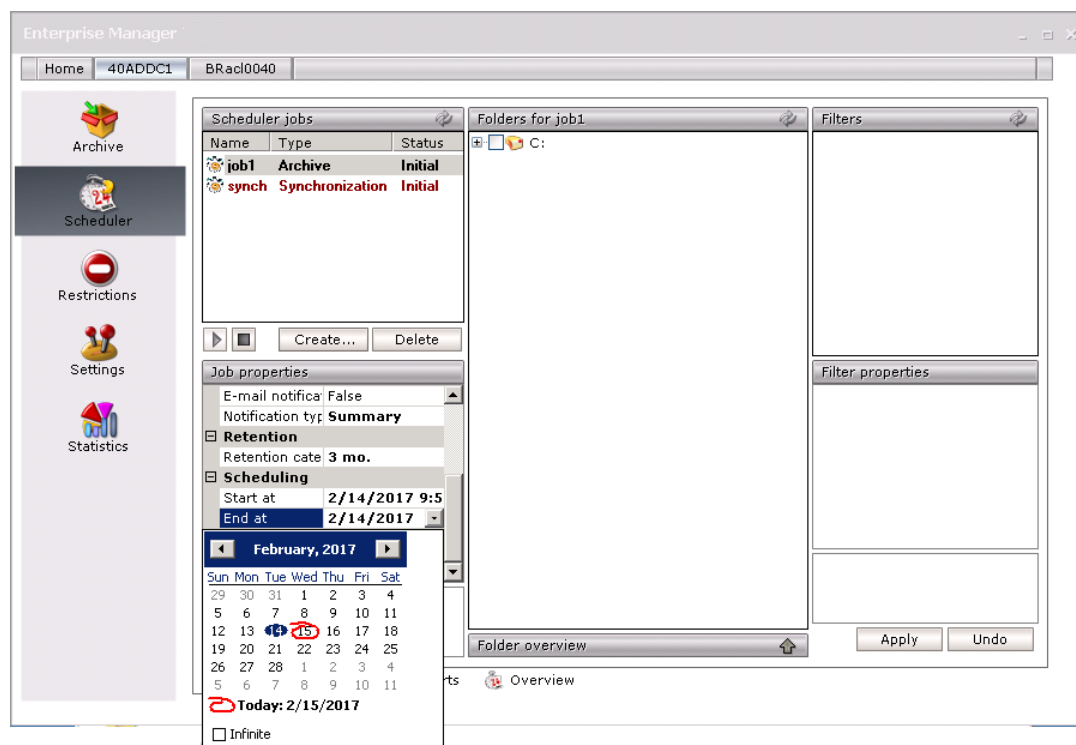 Enterprise Manager
Home 40ADDC1 BRacl0040
Archive
Scheduler
Restrictions
Settings
Statistics
Scheduler jobs
Name Type Status
job1 Archive Initial
synch Synchronization Initial
Create... Delete
Job properties
E-mail notifica False
Notification typ Summary
Retention
Retention cate 3 mo.
Scheduling
Start at 2/14/2017 9:5
End at 2/14/2017
February, 2017
Sun Mon Tue Wed Thu Fri Sat
29 30 31 1 2 3 4
5 6 7 8 9 10 11
12 13 14 15 16 17 18
19 20 21 22 23 24 25
26 27 28 1 2 3 4
5 6 7 8 9 10 11
Today: 2/15/2017
Infinite
Folders for job1
C:
Folder overview
Filters
Filter properties
Apply Undo
rts Overview